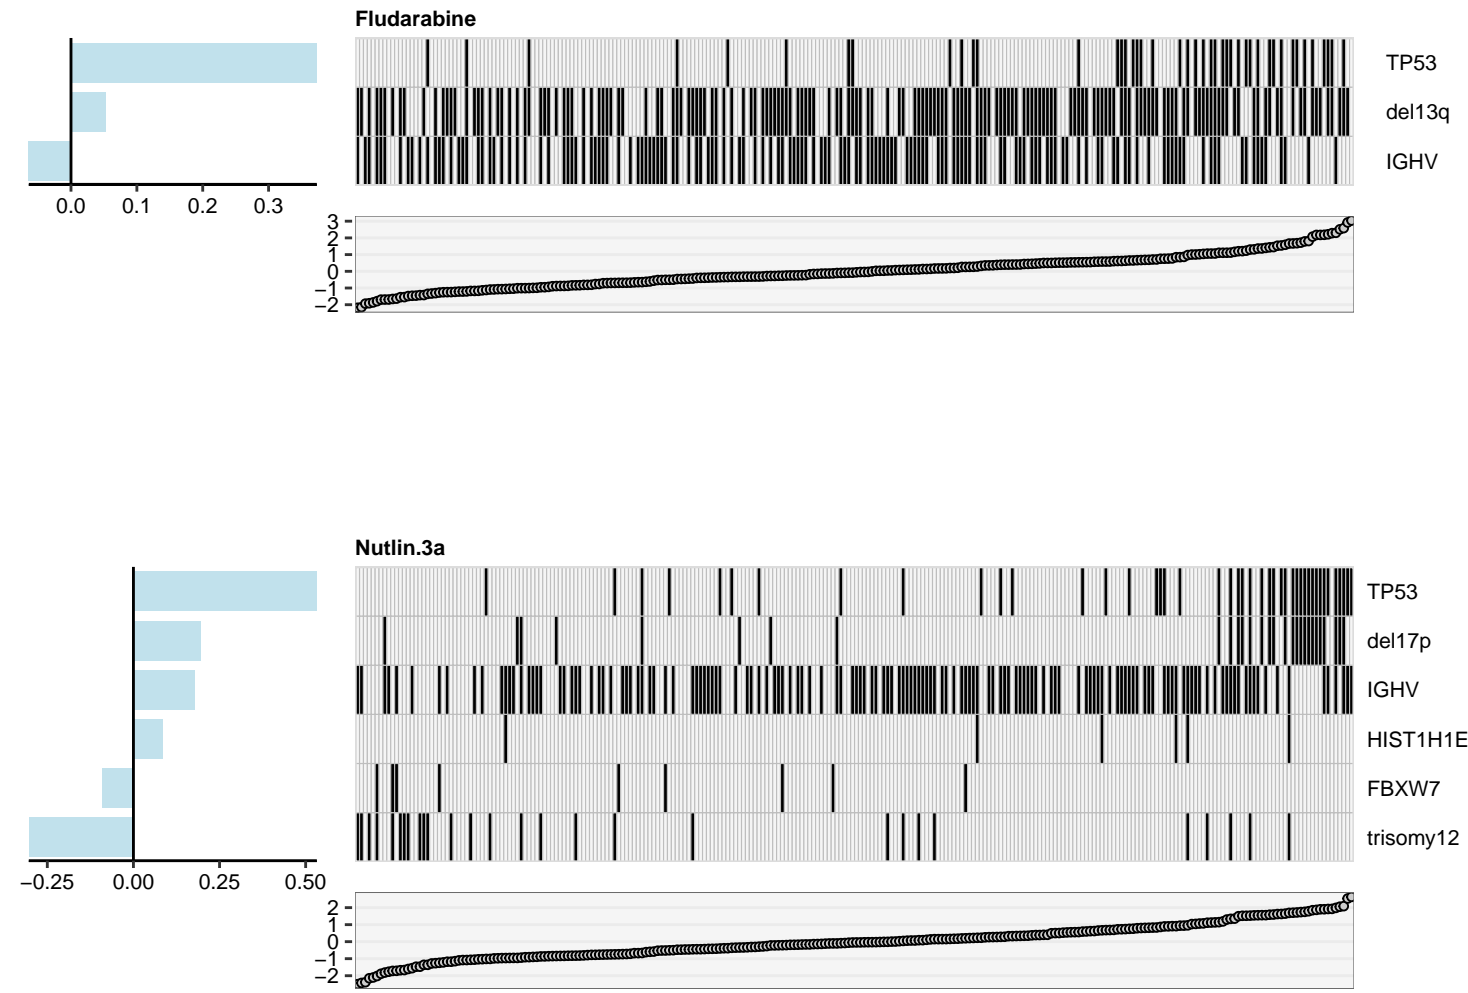 Fludarabine
TP53
del13q
IGHV
0.0 0.1 0.2 0.3
3
2
1
0
−1
−2
Nutlin.3a
TP53
del17p
IGHV
HIST1H1E
FBXW7
trisomy12
−0.25 0.00 0.25 0.50
2
1
0
−1
−2